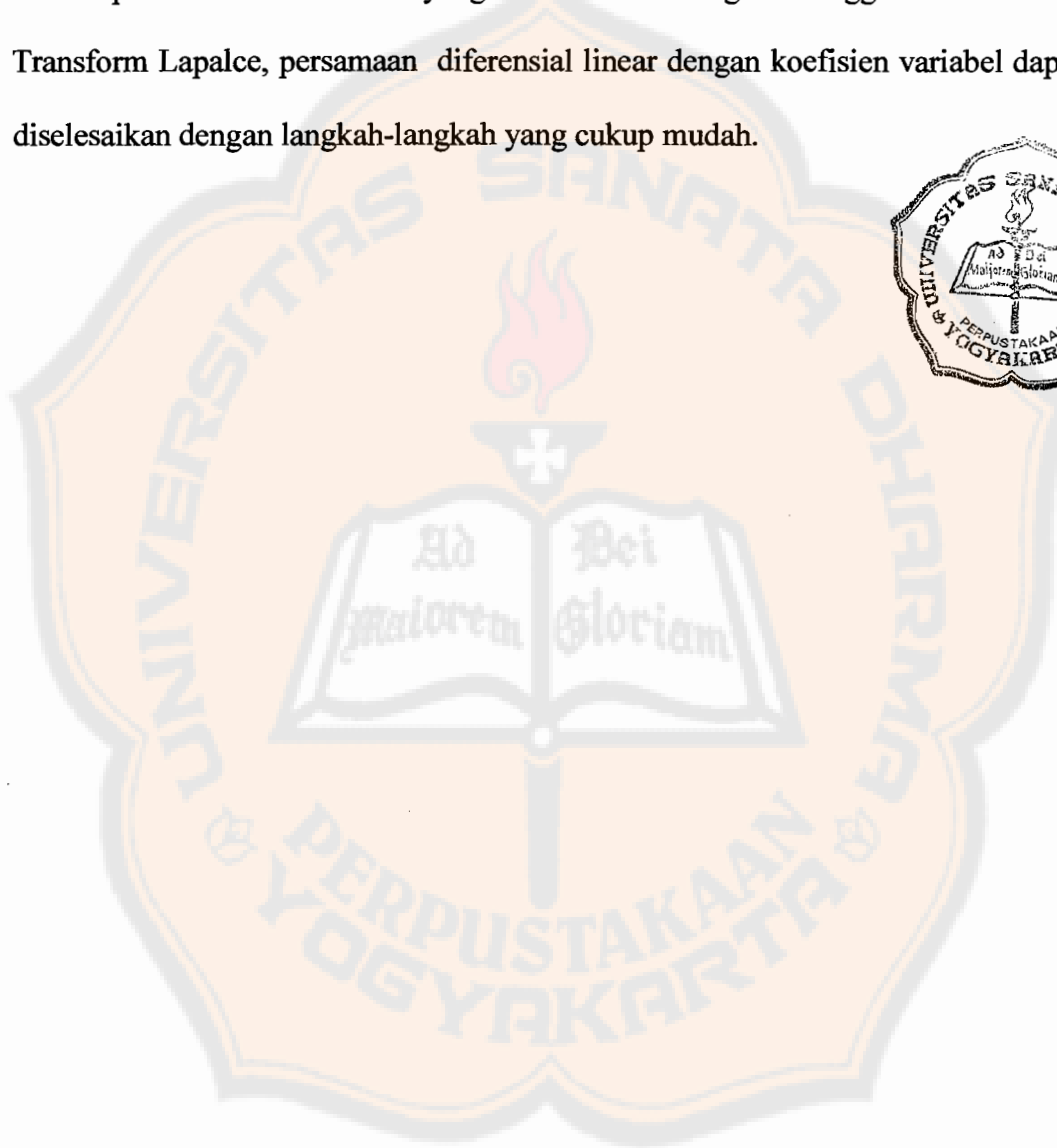 Transform Lapalce, persamaan diferensial linear dengan koefisien variabel dap
diselesaikan dengan langkah-langkah yang cukup mudah.
UNIVERSITAS SANATA DHARMA
Ad Dei
Maiorem Gloriam
PERPUSTAKAAN
YOGYAKARTA